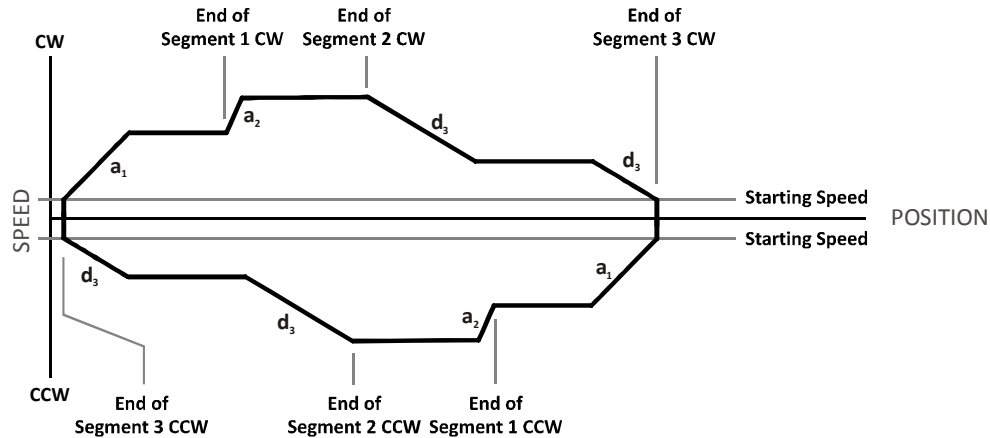 CW
End of
Segment 1 CW
End of
Segment 2 CW
End of
Segment 3 CW
a1
a2
d3
d3
Starting Speed
SPEED
POSITION
Starting Speed
d3
d3
a2
a1
CCW
End of
Segment 3 CCW
End of
Segment 2 CCW
End of
Segment 1 CCW